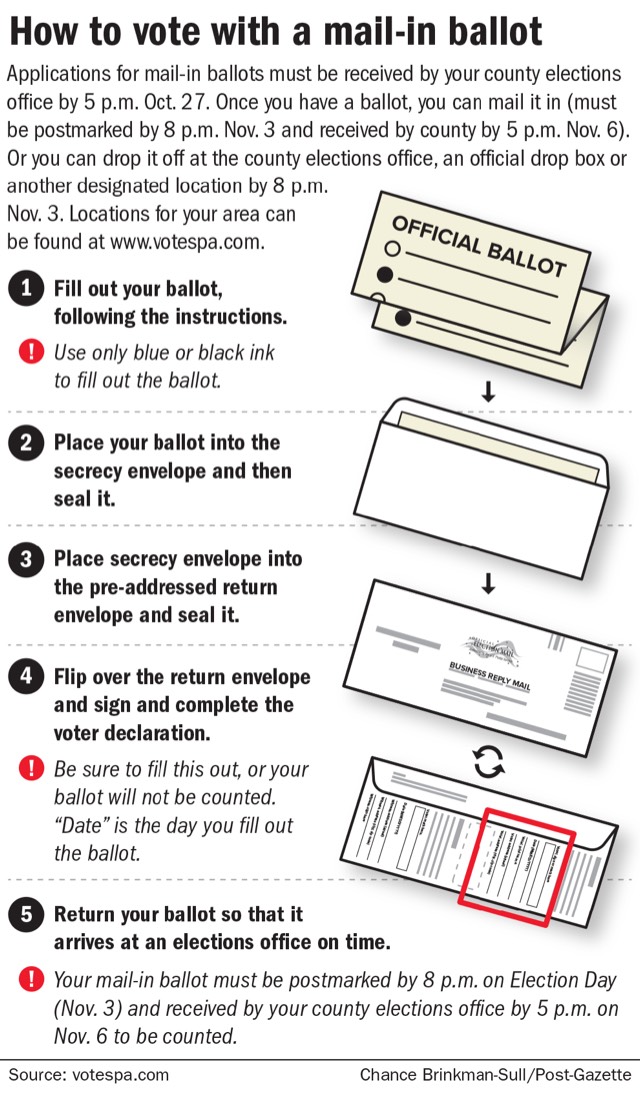 How to vote with a mail-in ballot
Applications for mail-in ballots must be received by your county elections
office by 5 p.m. Oct. 27. Once you have a ballot, you can mail it in (must
be postmarked by 8 p.m. Nov. 3 and received by county by 5 p.m. Nov. 6).
Or you can drop it off at the county elections office, an official drop box or
another designated location by 8 p.m.
Nov. 3. Locations for your area can
be found at www.votespa.com.
OFFICIAL BALLOT
1 Fill out your ballot,
following the instructions.
! Use only blue or black ink
to fill out the ballot.
2 Place your ballot into the
secrecy envelope and then
seal it.
3 Place secrecy envelope into
the pre-addressed return
envelope and seal it.
BUSINESS REPLY MAIL
4 Flip over the return envelope
and sign and complete the
voter declaration.
! Be sure to fill this out, or your
ballot will not be counted.
“Date” is the day you fill out
the ballot.
5 Return your ballot so that it
arrives at an elections office on time.
! Your mail-in ballot must be postmarked by 8 p.m. on Election Day
(Nov. 3) and received by your county elections office by 5 p.m. on
Nov. 6 to be counted.
Source: votespa.com
Chance Brinkman-Sull/Post-Gazette